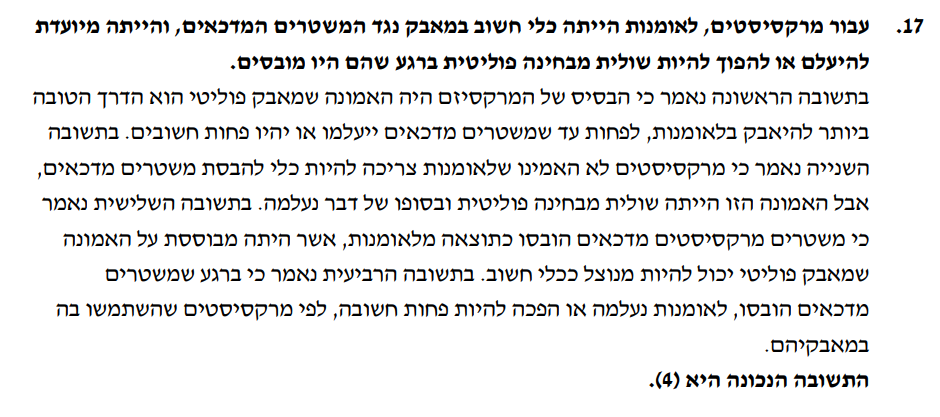 17. עבור מרקסיסטים, לאומנות הייתה כלי חשוב במאבק נגד המשטרים המדכאים, והייתה מיועדת
להיעלם או להפוך להיות שולית מבחינה פוליטית ברגע שהם היו מובסים.
בתשובה הראשונה נאמר כי הבסיס של המרקסיזם היה האמונה שמאבק פוליטי הוא הדרך הטובה
ביותר להיאבק בלאומנות, לפחות עד שמשטרים מדכאים ייעלמו או יהיו פחות חשובים. בתשובה
השנייה נאמר כי מרקסיסטים לא האמינו שלאומנות צריכה להיות כלי להבסת משטרים מדכאים,
אבל האמונה הזו הייתה שולית מבחינה פוליטית ובסופו של דבר נעלמה. בתשובה השלישית נאמר
כי משטרים מרקסיסטים מדכאים הובסו כתוצאה מלאומנות, אשר היתה מבוססת על האמונה
שמאבק פוליטי יכול להיות מנוצל ככלי חשוב. בתשובה הרביעית נאמר כי ברגע שמשטרים
מדכאים הובסו, לאומנות נעלמה או הפכה להיות פחות חשובה, לפי מרקסיסטים שהשתמשו בה
במאבקיהם.
התשובה הנכונה היא (4).